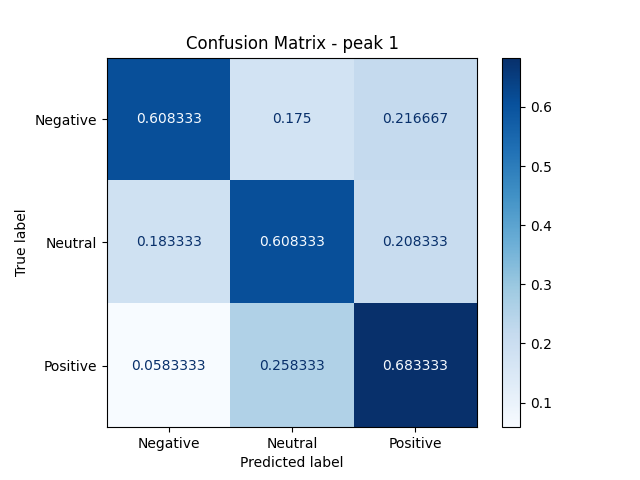 Confusion Matrix - peak 1
Negative
0.608333
0.175
0.216667
0.6
0.5
Neutral
0.183333
0.608333
0.208333
0.4
True label
0.3
0.2
Positive
0.0583333
0.258333
0.683333
0.1
Negative
Neutral
Positive
Predicted label